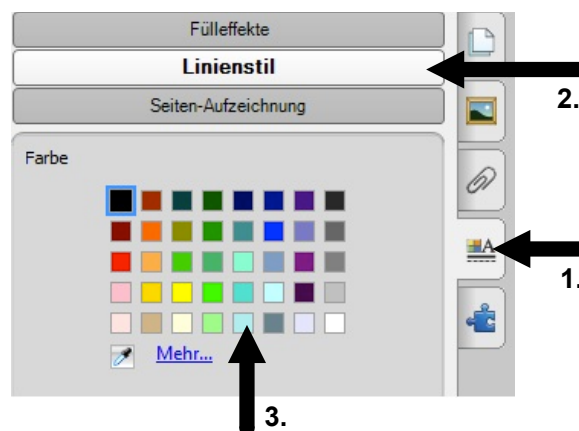 Fülleffekte
Linienstil
2.
Seiten-Aufzeichnung
Farbe
A
1.
Mehr...
3.